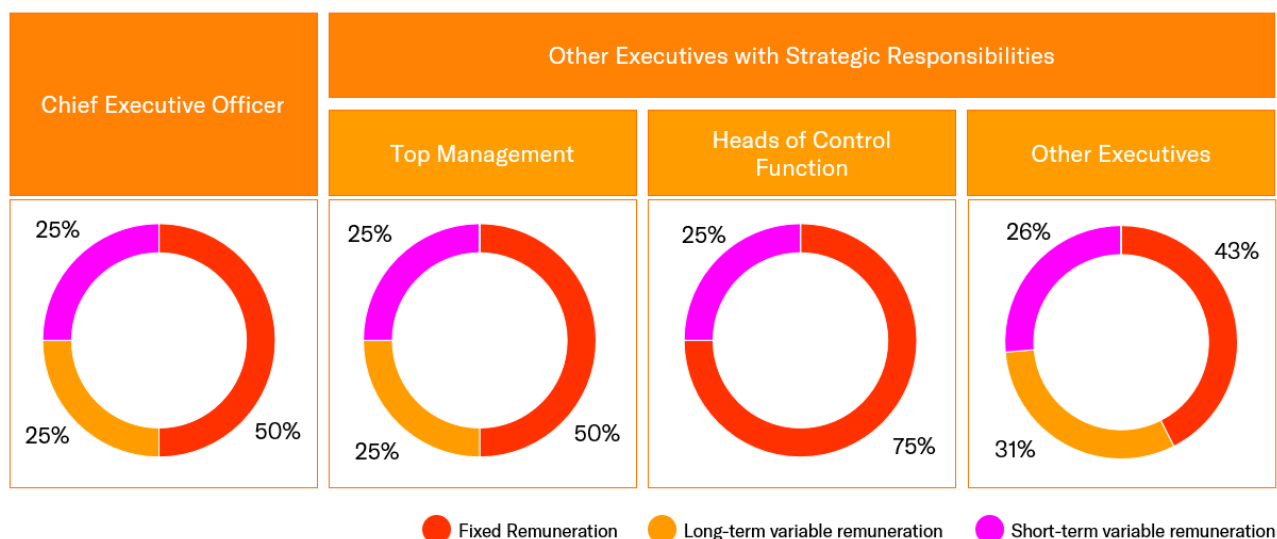 Chief Executive Officer
Other Executives with Strategic Responsibilities
Top Management
Heads of Control
Function
Other Executives
25%
25%
50%
25%
25%
50%
25%
75%
26%
43%
31%
Fixed Remuneration
Long-term variable remuneration
Short-term variable remuneration